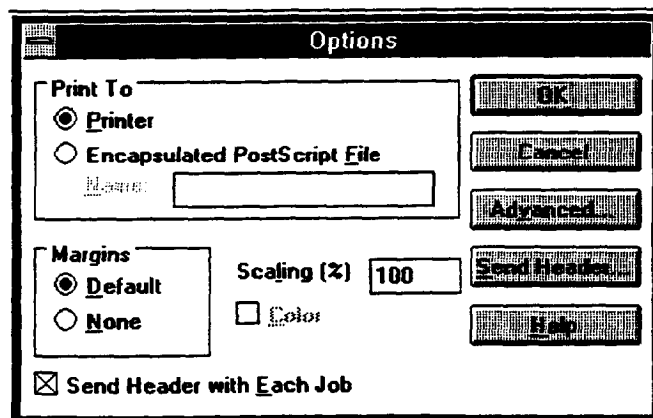 Options
Print To
Printer
Encapsulated PostScript File
Name:
OK
Cancel
Advanced...
Send Header...
Help
Margins
Default
None
Scaling (%) 100
Color
Send Header with Each Job